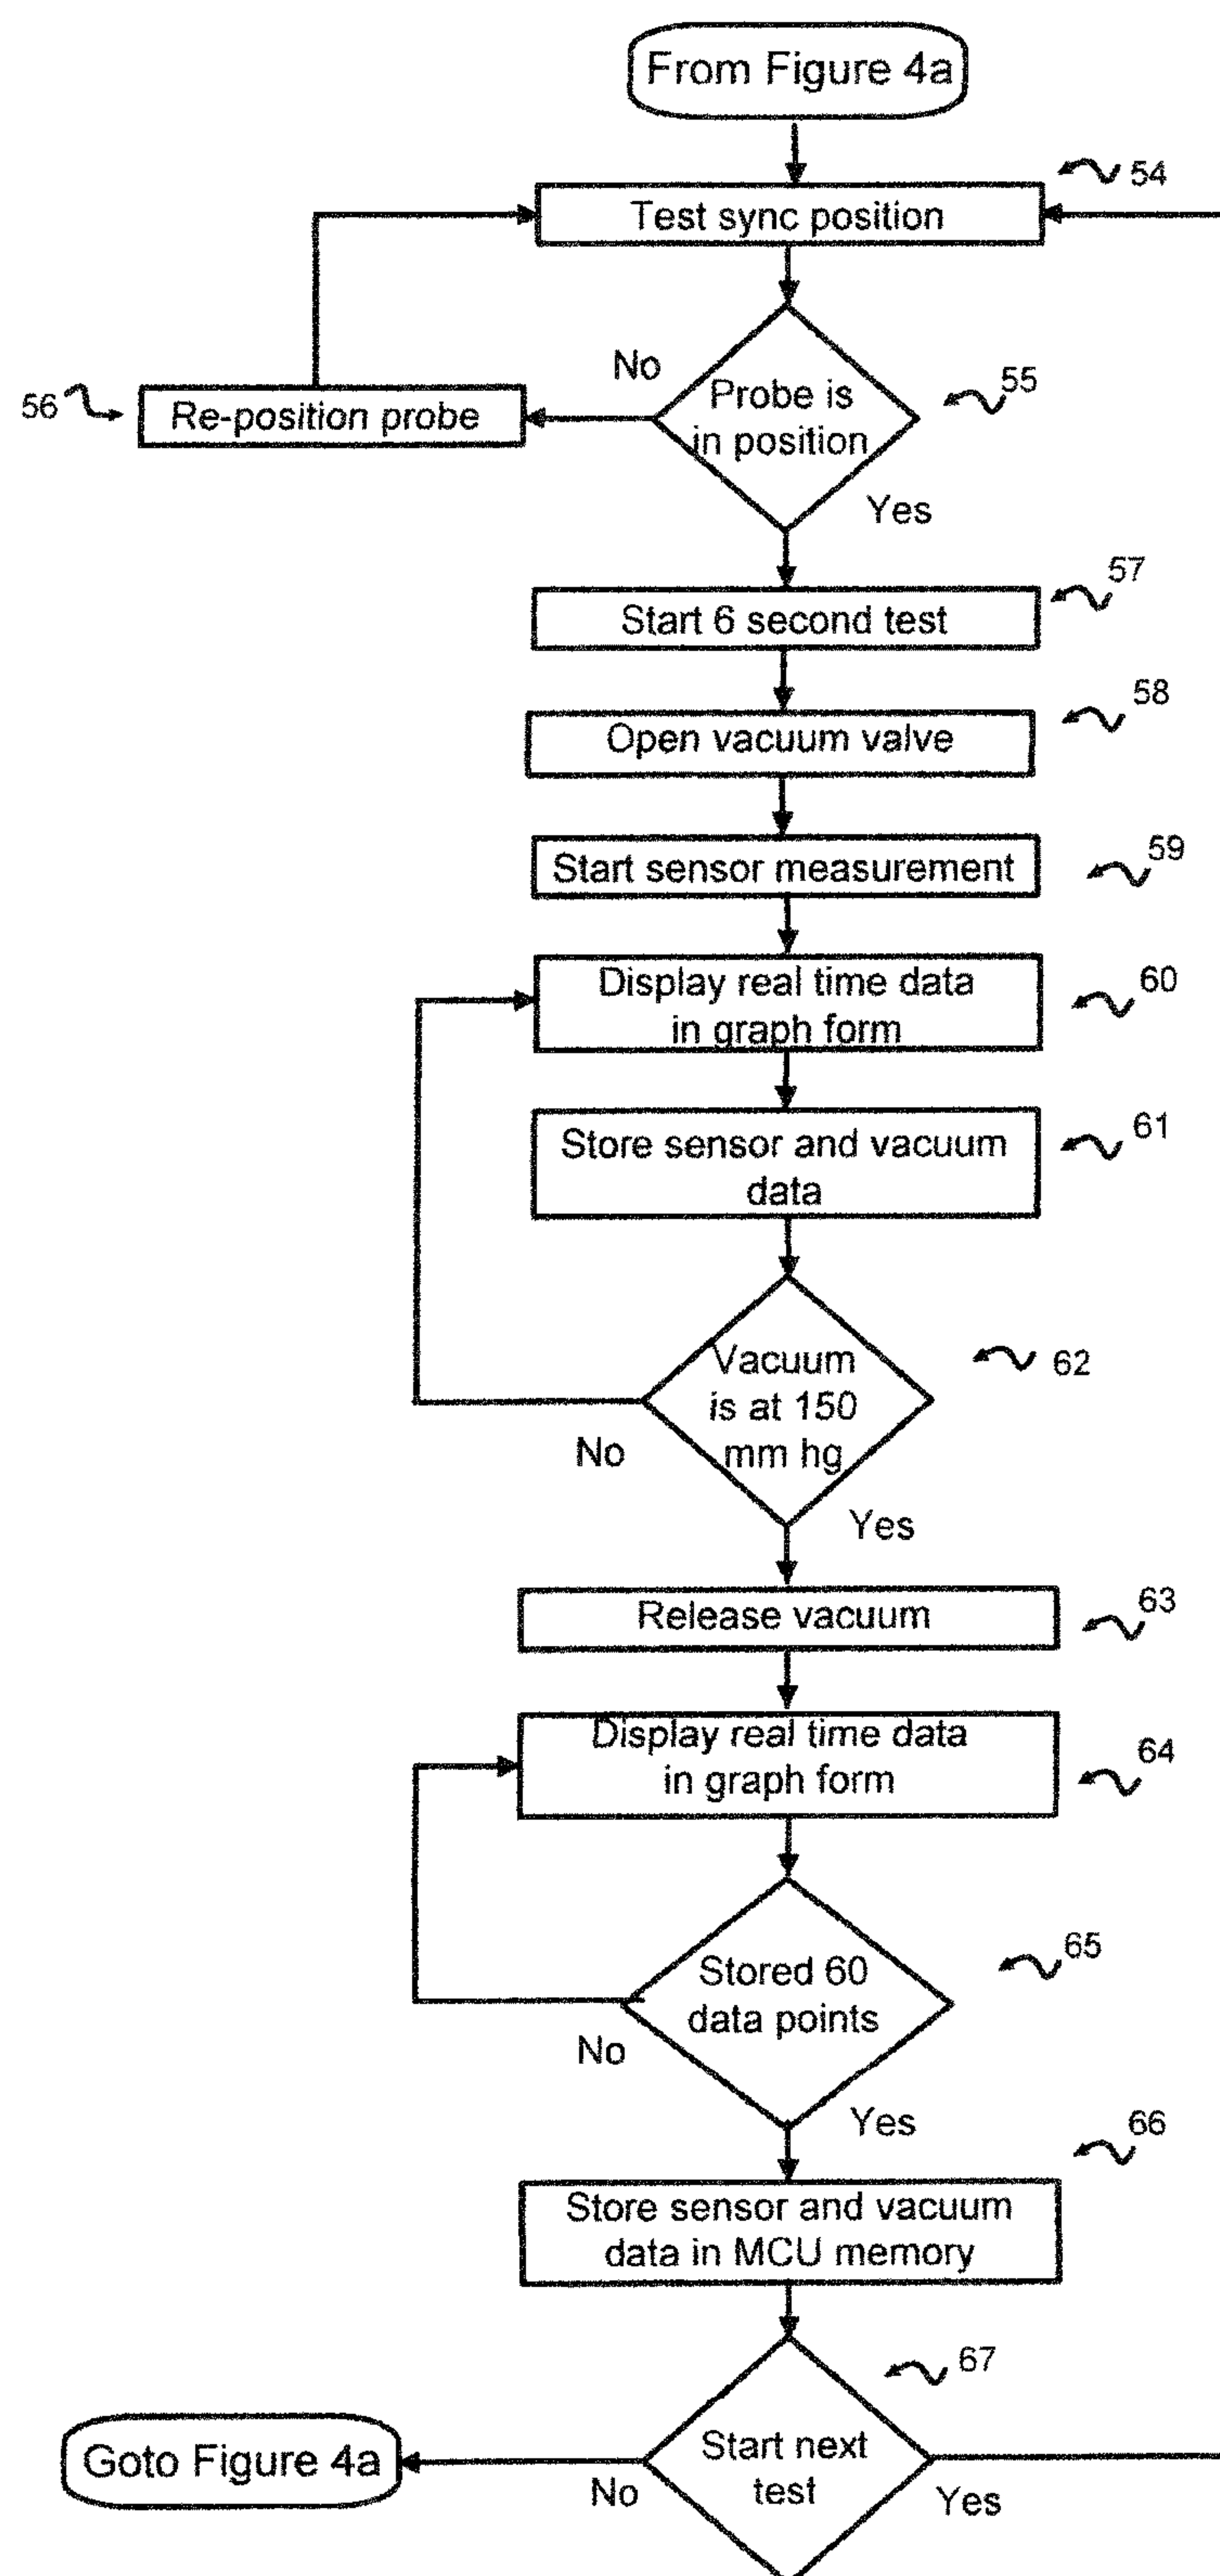 From Figure 4a
54
Test sync position
No
Probe is
in position
55
56
Re-position probe
Yes
57
Start 6 second test
58
Open vacuum valve
59
Start sensor measurement
60
Display real time data
in graph form
61
Store sensor and vacuum
data
62
Vacuum
is at 150
mm hg
No
Yes
63
Release vacuum
64
Display real time data
in graph form
65
Stored 60
data points
No
Yes
66
Store sensor and vacuum
data in MCU memory
67
Start next
test
Goto Figure 4a
No
Yes